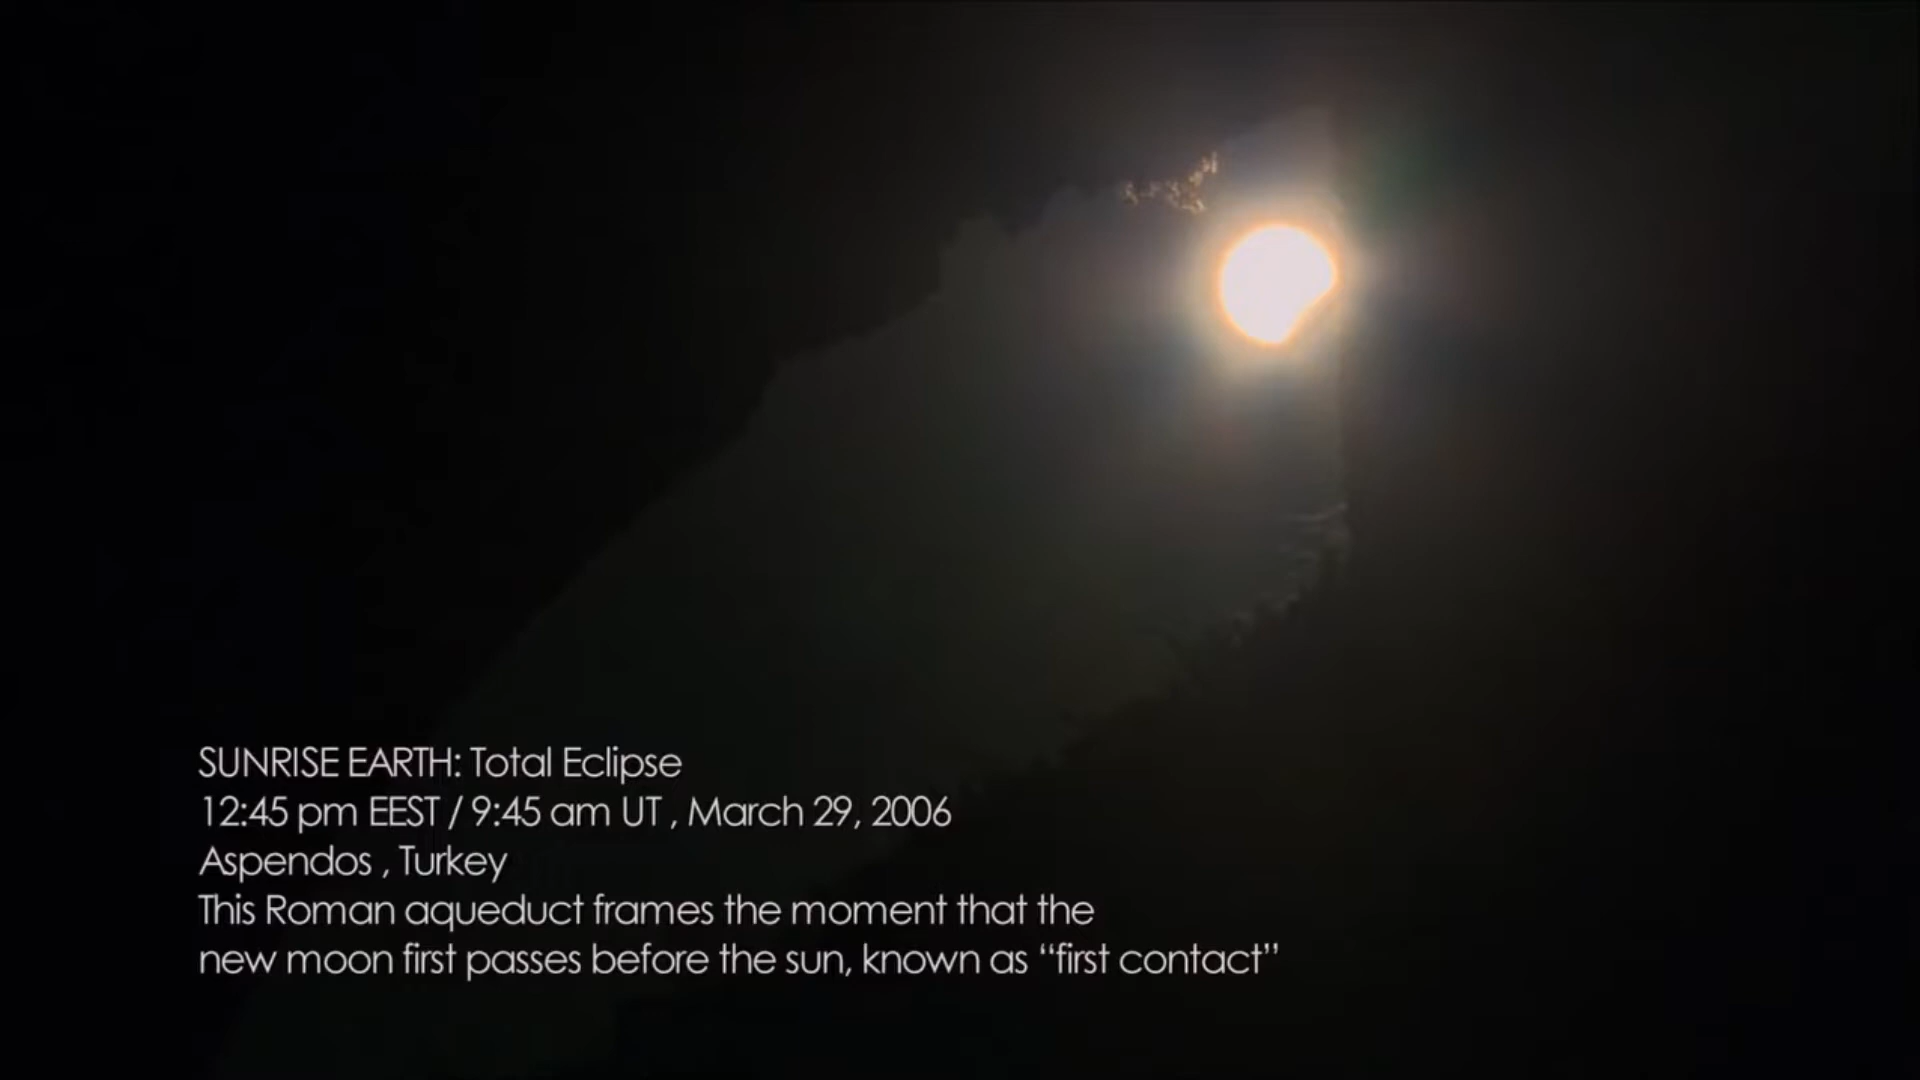 SUNRISE EARTH: Total Eclipse
12:45 pm EEST / 9:45 am UT , March 29, 2006
Aspendos , Turkey
This Roman aqueduct frames the moment that the
new moon first passes before the sun, known as “first contact”